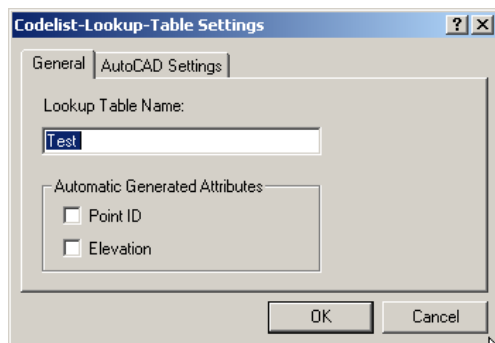 Codelist-Lookup-Table Settings
General AutoCAD Settings
Lookup Table Name:
Test
Automatic Generated Attributes
Point ID
Elevation
OK Cancel